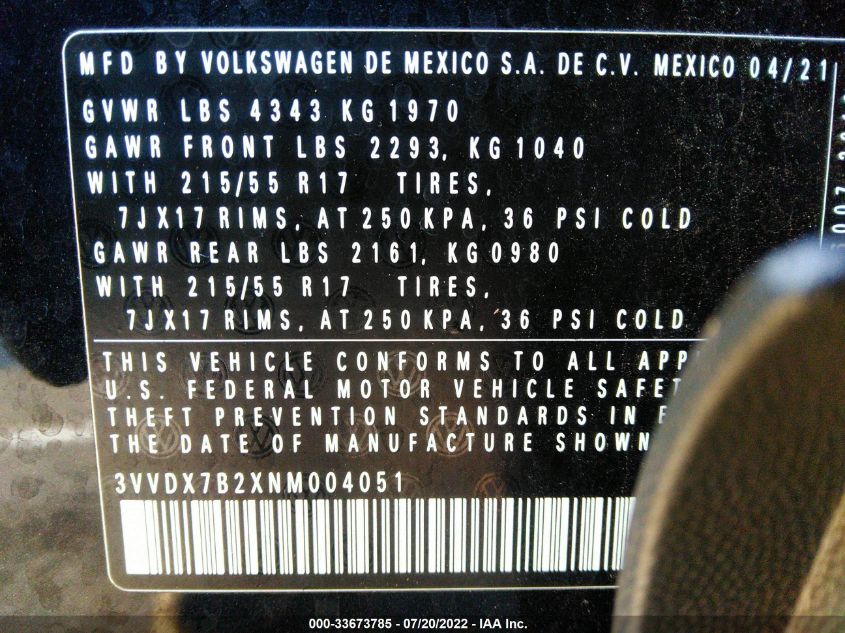 MFD BY VOLKSWAGEN DE MEXICO S.A. DE C.V. MEXICO 04/21
GVWR LBS 4343 KG 1970
GAWR FRONT LBS 2293, KG 1040
WITH 215/55 R17 TIRES,
7JX17 RIMS, AT 250 KPA, 36 PSI COLD
GAWR REAR LBS 2161, KG 0980
WITH 215/55 R17 TIRES,
7JX17 RIMS, AT 250 KPA, 36 PSI COLD
THIS VEHICLE CONFORMS TO ALL
U.S. FEDERAL MOTOR VEHICLE
THEFT PREVENTION STANDARDS IN
THE DATE OF MANUFACTURE SHOWN
3VVDX7B2XNM004051
000-33673785 - 07/20/2022 - IAA Inc.